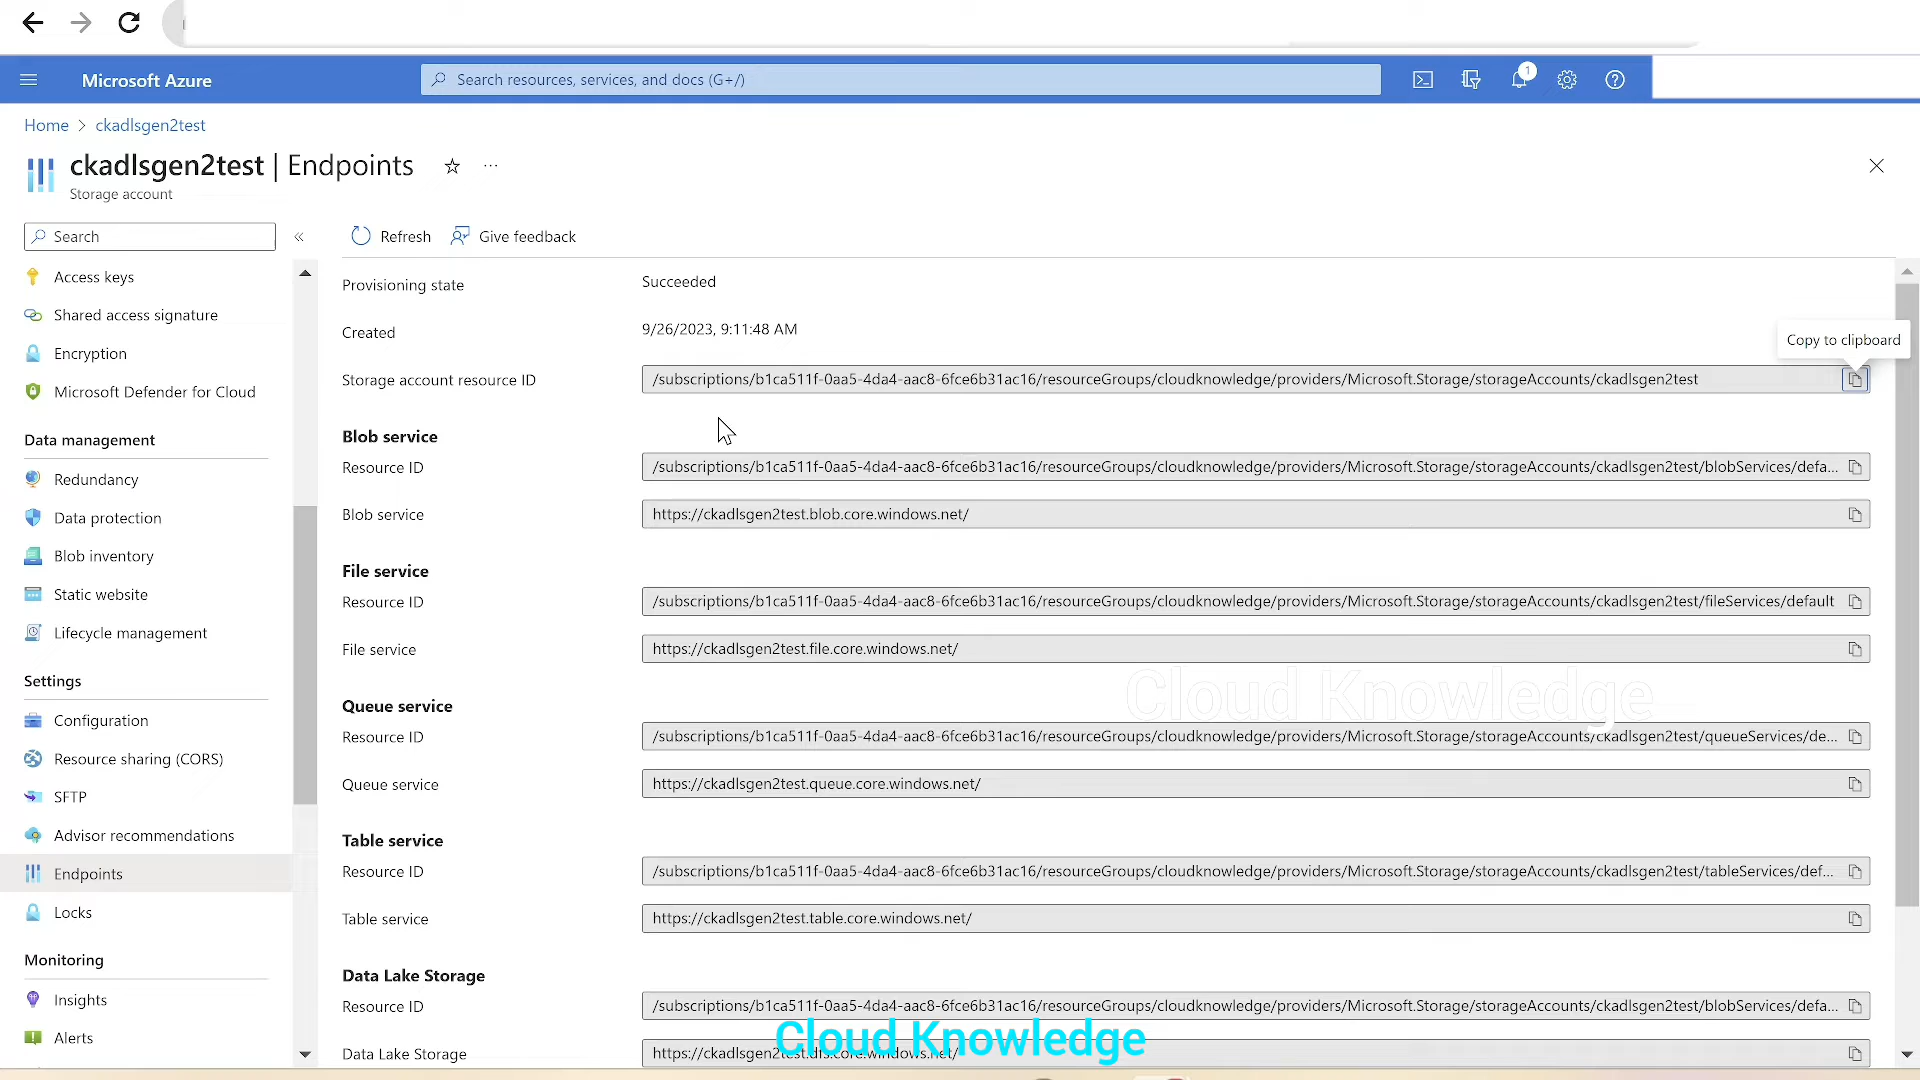 Microsoft Azure
Search resources, services, and docs (G+/)
1
Home > ckadlsgen2test
ckadlsgen2test | Endpoints
Storage account
Search
Refresh
Give feedback
Access keys
Shared access signature
Encryption
Microsoft Defender for Cloud
Data management
Redundancy
Data protection
Blob inventory
Static website
Lifecycle management
Settings
Configuration
Resource sharing (CORS)
SFTP
Advisor recommendations
Endpoints
Locks
Monitoring
Insights
Alerts
Provisioning state Succeeded
Created 9/26/2023, 9:11:48 AM
Copy to clipboard
Storage account resource ID /subscriptions/b1ca511f-0aa5-4da4-aac8-6fce6b31ac16/resourceGroups/cloudknowledge/providers/Microsoft.Storage/storageAccounts/ckadlsgen2test
Blob service
Resource ID /subscriptions/b1ca511f-0aa5-4da4-aac8-6fce6b31ac16/resourceGroups/cloudknowledge/providers/Microsoft.Storage/storageAccounts/ckadlsgen2test/blobServices/defa...
Blob service https://ckadlsgen2test.blob.core.windows.net/
File service
Resource ID /subscriptions/b1ca511f-0aa5-4da4-aac8-6fce6b31ac16/resourceGroups/cloudknowledge/providers/Microsoft.Storage/storageAccounts/ckadlsgen2test/fileServices/default
File service https://ckadlsgen2test.file.core.windows.net/
Cloud Knowledge
Queue service
Resource ID /subscriptions/b1ca511f-0aa5-4da4-aac8-6fce6b31ac16/resourceGroups/cloudknowledge/providers/Microsoft.Storage/storageAccounts/ckadlsgen2test/queueServices/de...
Queue service https://ckadlsgen2test.queue.core.windows.net/
Table service
Resource ID /subscriptions/b1ca511f-0aa5-4da4-aac8-6fce6b31ac16/resourceGroups/cloudknowledge/providers/Microsoft.Storage/storageAccounts/ckadlsgen2test/tableServices/def...
Table service https://ckadlsgen2test.table.core.windows.net/
Data Lake Storage
Resource ID /subscriptions/b1ca511f-0aa5-4da4-aac8-6fce6b31ac16/resourceGroups/cloudknowledge/providers/Microsoft.Storage/storageAccounts/ckadlsgen2test/blobServices/defa...
Data Lake Storage https://ckadlsgen2test.dfs.core.windows.net/
Cloud Knowledge